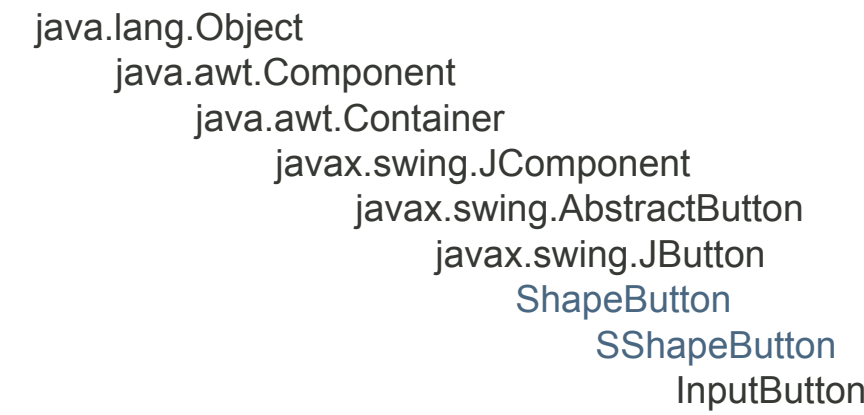 java.lang.Object
java.awt.Component
java.awt.Container
javax.swing.JComponent
javax.swing.AbstractButton
javax.swing.JButton
ShapeButton
SShapeButton
InputButton